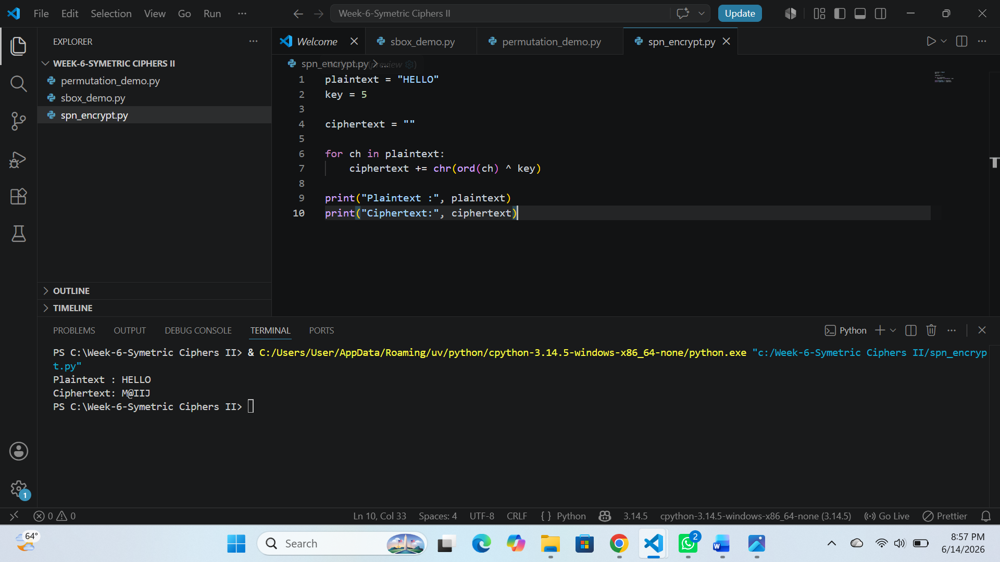 File Edit Selection View Go Run ···
Week-6-Symetric Ciphers II
Update
EXPLORER
Welcome
sbox_demo.py
permutation_demo.py
spn_encrypt.py
WEEK-6-SYMETRIC CIPHERS II
permutation_demo.py
sbox_demo.py
spn_encrypt.py
OUTLINE
TIMELINE
spn_encrypt.py > ...
1 plaintext = "HELLO"
2 key = 5
3
4 ciphertext = ""
5
6 for ch in plaintext:
7     ciphertext += chr(ord(ch) ^ key)
8
9 print("Plaintext :", plaintext)
10 print("Ciphertext:", ciphertext)
PROBLEMS OUTPUT DEBUG CONSOLE TERMINAL PORTS
Python
PS C:\Week-6-Symetric Ciphers II> & C:/Users/User/AppData/Roaming/uv/python/cpython-3.14.5-windows-x86_64-none/python.exe "c:/Week-6-Symetric Ciphers II/spn_encryp
t.py"
Plaintext : HELLO
Ciphertext: M@IIJ
PS C:\Week-6-Symetric Ciphers II>
1
0 0
Ln 10, Col 33 Spaces: 4 UTF-8 CRLF { } Python 3.14.5 cpython-3.14.5-windows-x86_64-none (3.14.5) Go Live Prettier
64°
Search
2
8:57 PM
6/14/2026